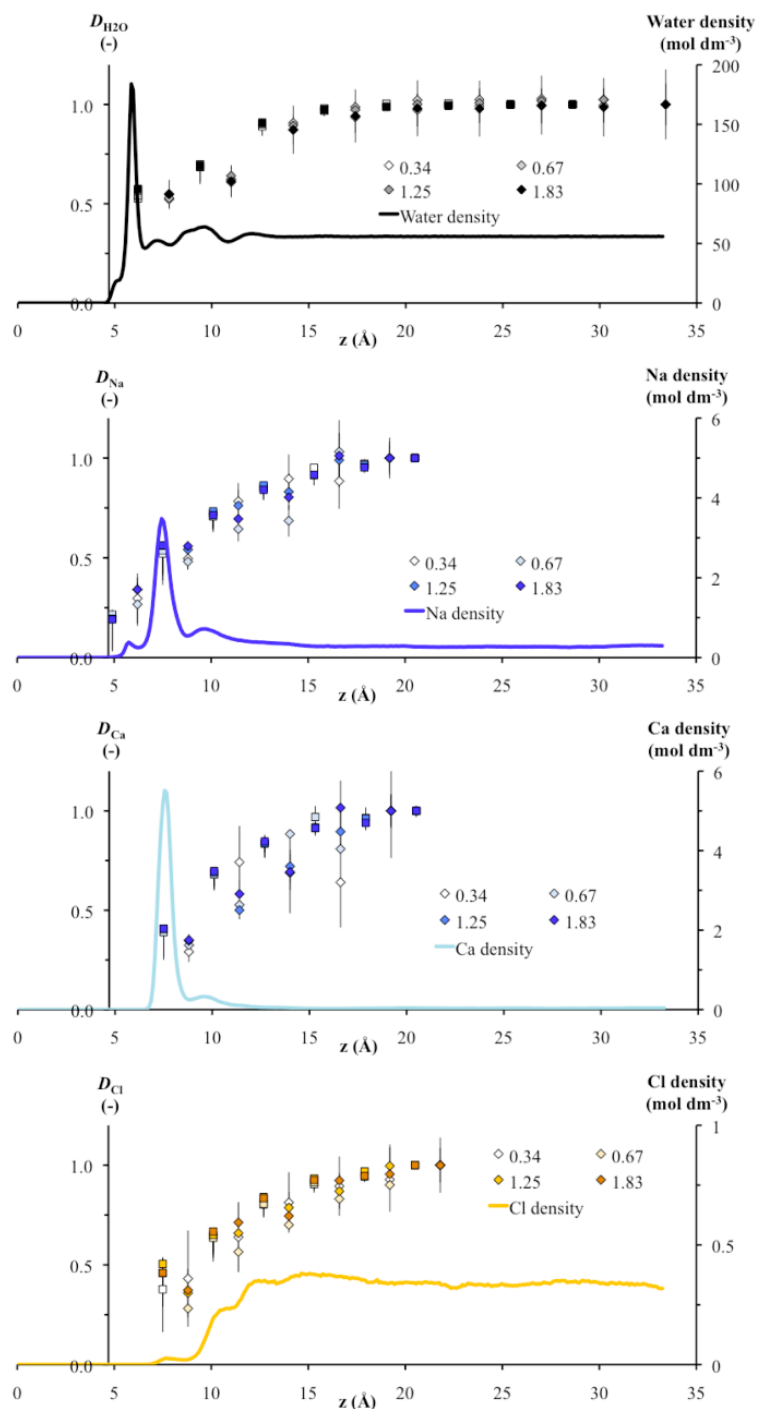 D_H2O Water density
(-) (mol dm-3)
200
1.0
150
0.34 0.67
1.25 1.83
0.5 100
Water density
50
0.0 0
0 5 10 15 20 25 30 35
z (Å)
D_Na Na density
(-) (mol dm-3)
6
1.0 5
4
3
0.5 0.34 0.67
2
1.25 1.83
Na density 1
0.0 0
0 5 10 15 20 25 30 35
z (Å)
D_Ca Ca density
(-) (mol dm-3)
6
1.0 5
4
3
0.5 0.34 0.67
2
1.25 1.83
Ca density 1
0.0 0
0 5 10 15 20 25 30 35
z (Å)
D_Cl Cl density
(-) (mol dm-3)
1
1.0 0.34 0.67
1.25 1.83
Cl density
0.5 0.5
0.0 0
0 5 10 15 20 25 30 35
z (Å)